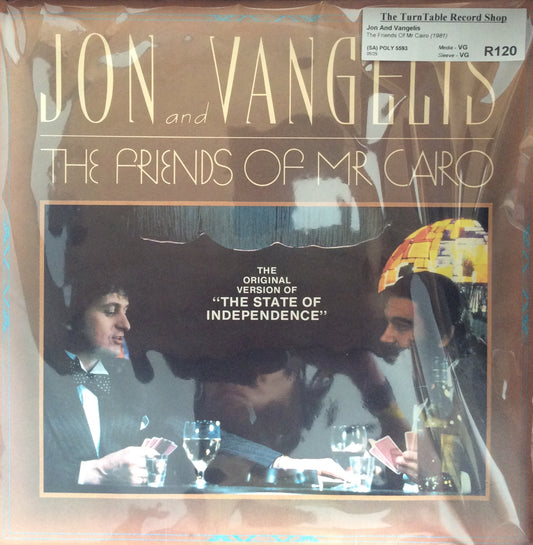 The TurnTable Record Shop
Jon And Vangelis
The Friends Of Mr Cairo (1981)
(SA) POLY 5593 Media - VG
Sleeve - VG R120
JON and VANGELIS
THE FRIENDS OF MR CAIRO
THE
ORIGINAL
VERSION OF
"THE STATE OF
INDEPENDENCE"